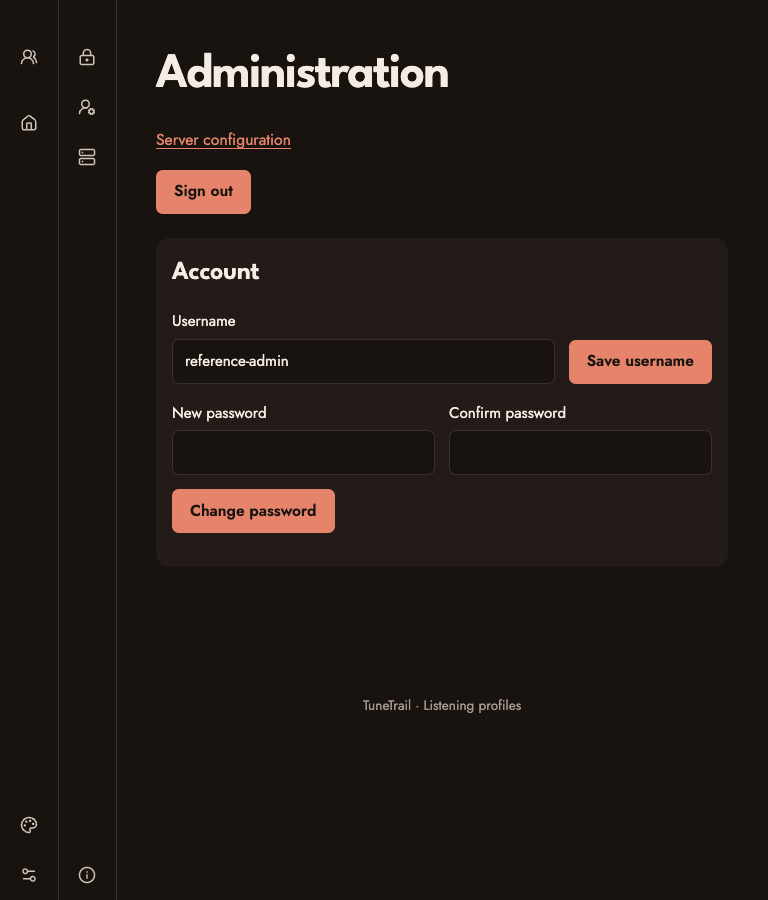 Administration
Server configuration
Sign out
Account
Username
reference-admin
Save username
New password
Confirm password
Change password
TuneTrail · Listening profiles